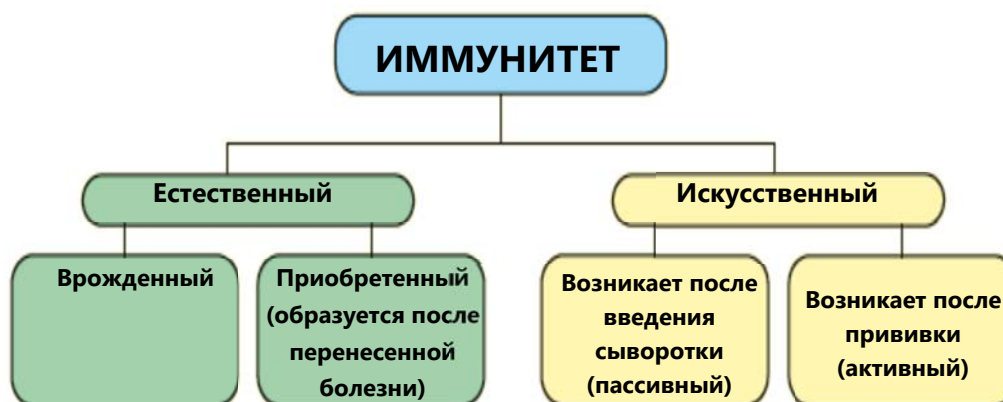 ИММУНИТЕТ
Естественный
Искусственный
Врожденный
Приобретенный
(образуется после
перенесенной
болезни)
Возникает после
введения
сыворотки
(пассивный)
Возникает после
прививки
(активный)